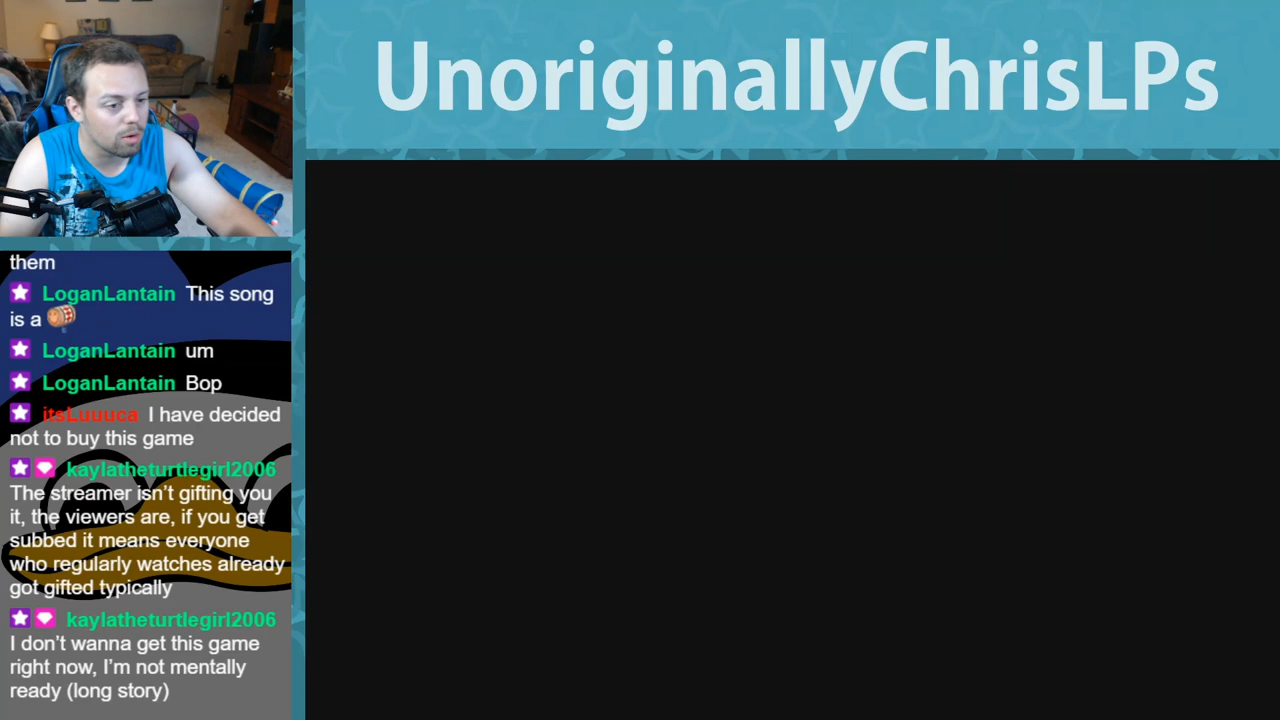 UnoriginallyChrisLPs
them
LoganLantain This song
is a
LoganLantain um
LoganLantain Bop
itsLuuuca I have decided
not to buy this game
kaylatheturtlegirl2006
The streamer isn't gifting you
it, the viewers are, if you get
subbed it means everyone
who regularly watches already
got gifted typically
kaylatheturtlegirl2006
I don't wanna get this game
right now, I'm not mentally
ready (long story)